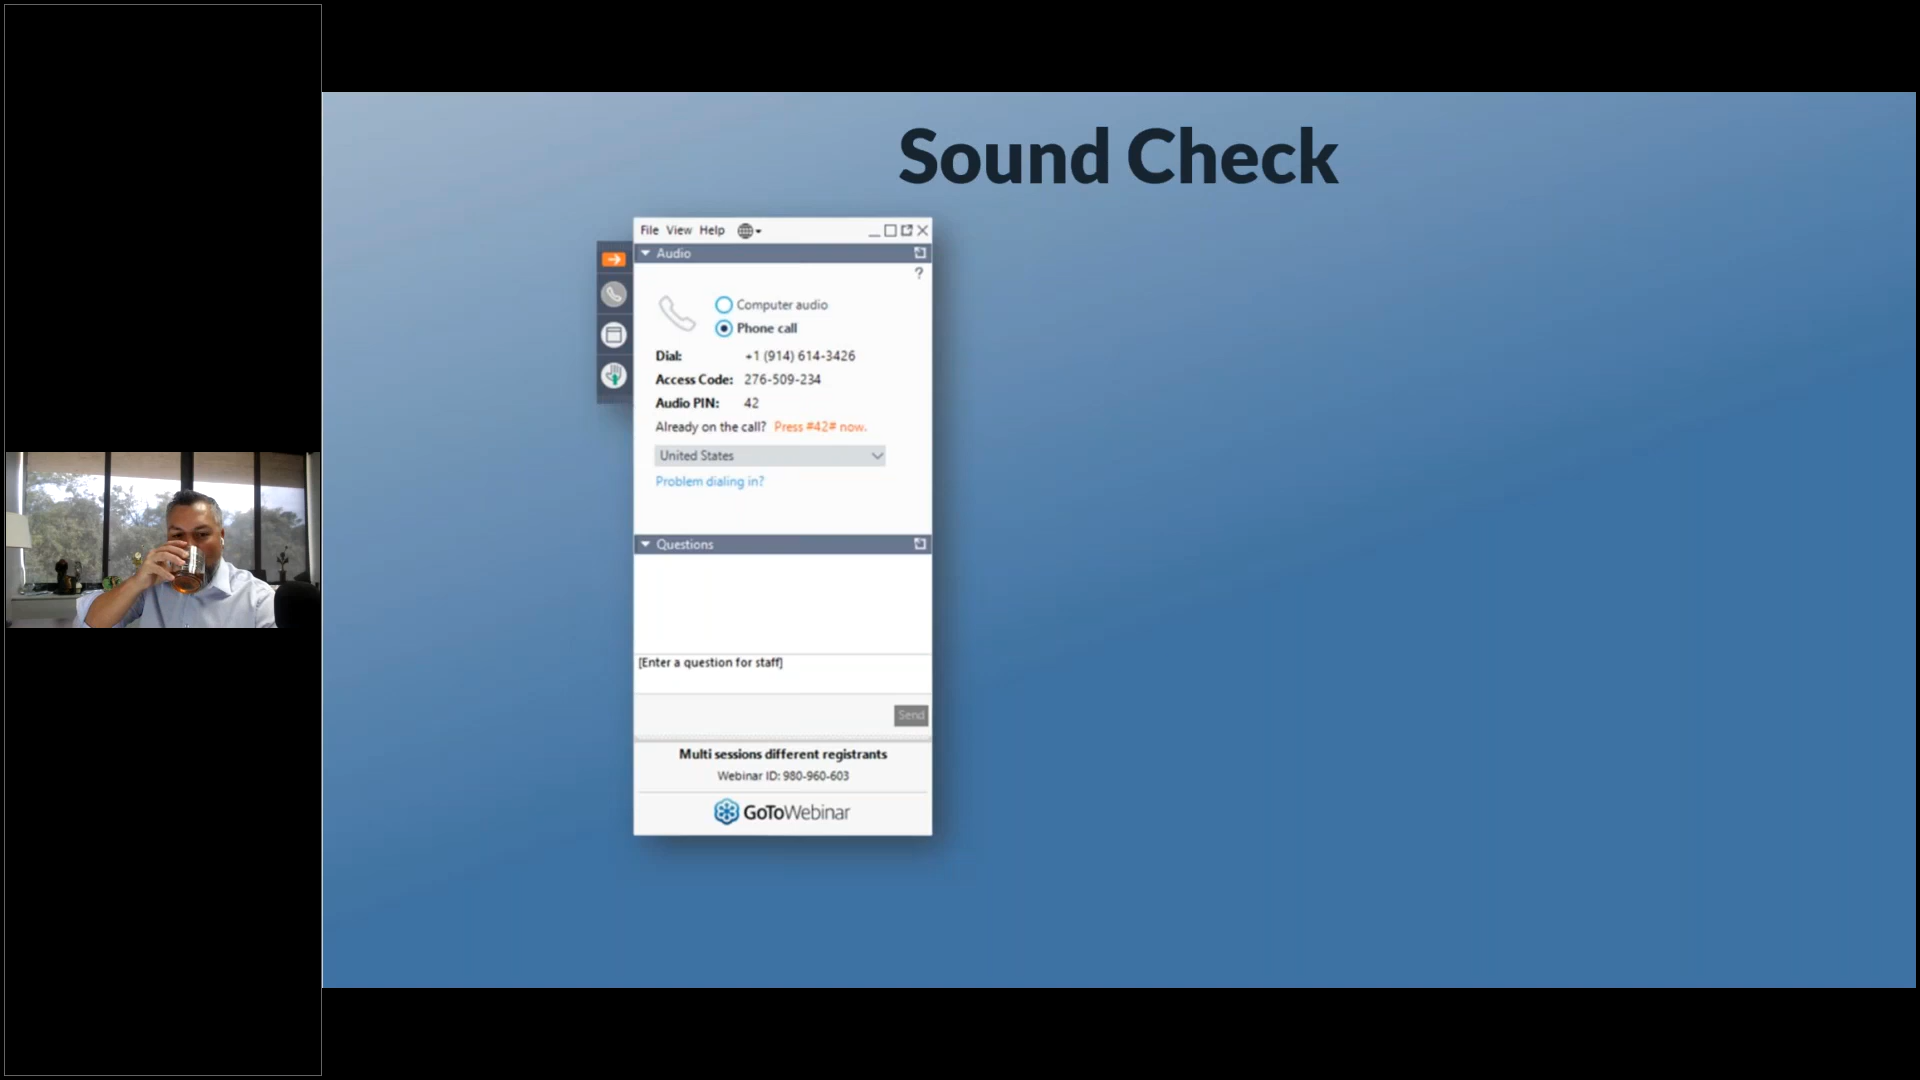 Sound Check
File View Help
Audio
?
Computer audio
Phone call
Dial: +1 (914) 614-3426
Access Code: 276-509-234
Audio PIN: 42
Already on the call? Press #42# now.
United States
Problem dialing in?
Questions
[Enter a question for staff]
Send
Multi sessions different registrants
Webinar ID: 980-960-603
GoToWebinar